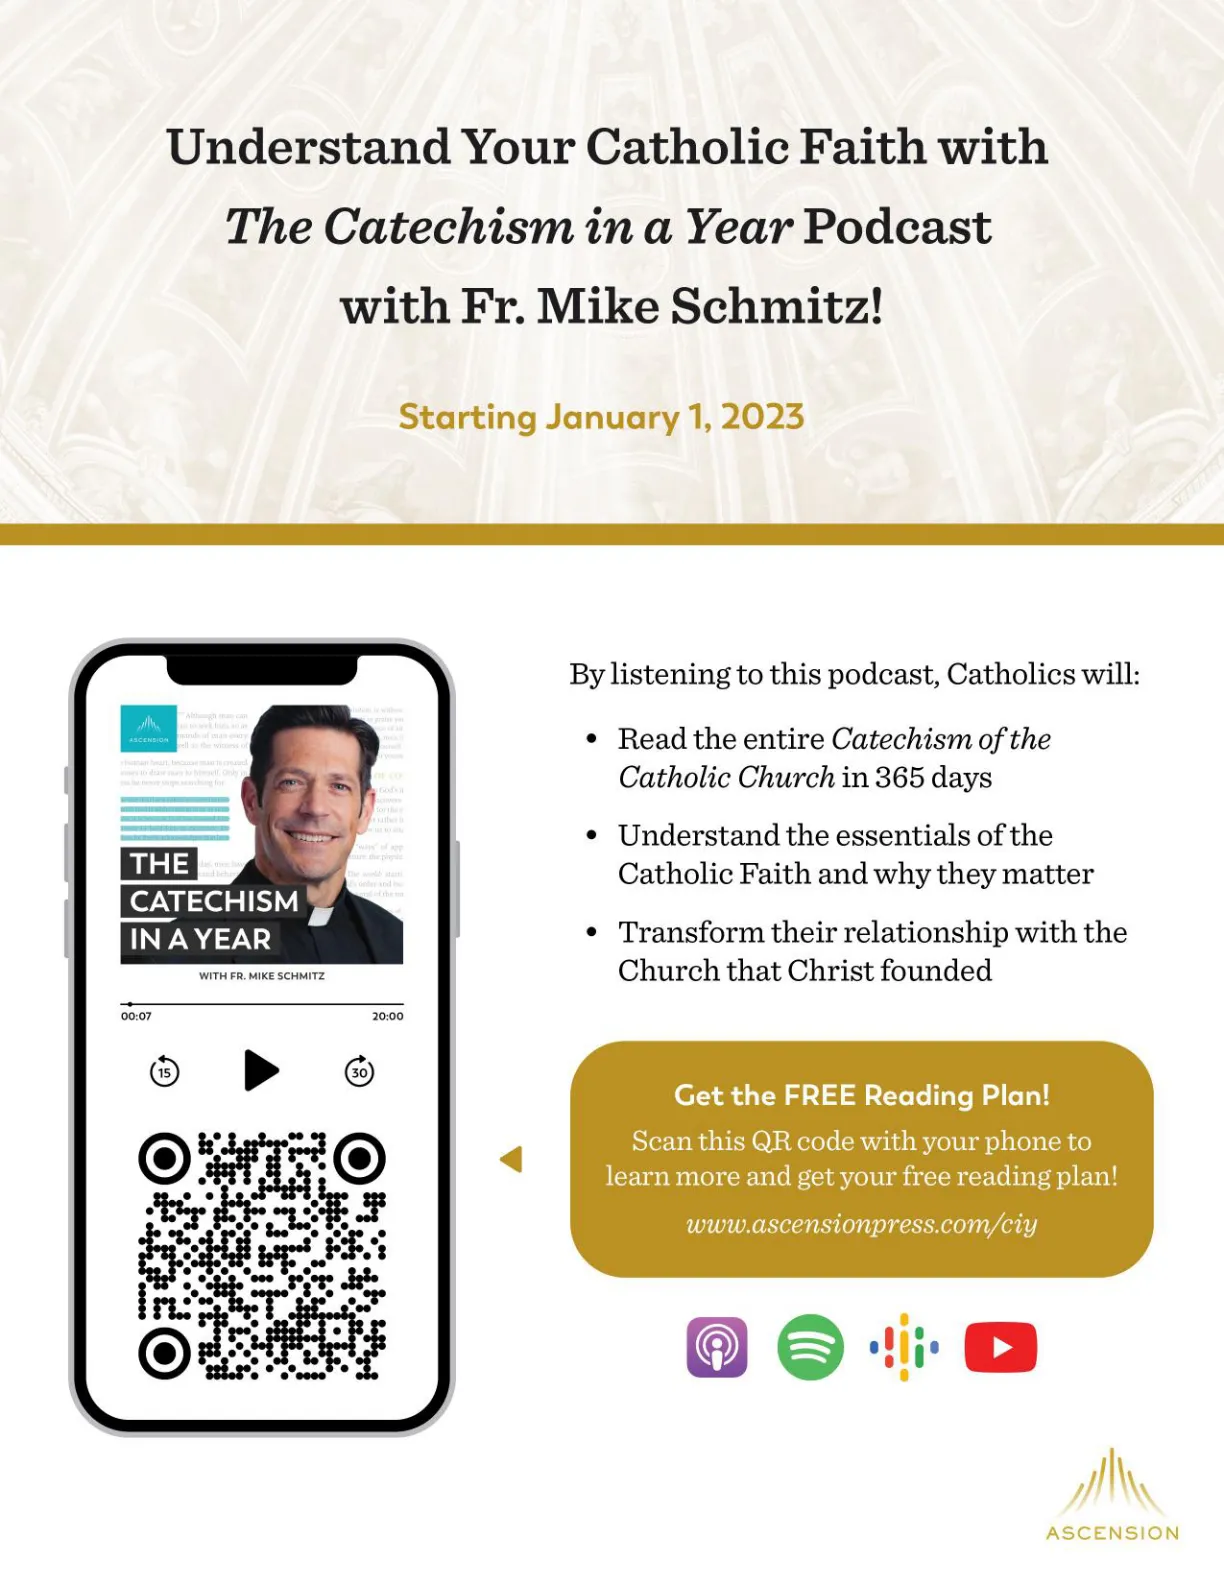 Understand Your Catholic Faith with
The Catechism in a Year Podcast
with Fr. Mike Schmitz!
Starting January 1, 2023
ASCENSION
Although man can
THE
CATECHISM
IN A YEAR
WITH FR. MIKE SCHMITZ
00:07 20:00
15 30
By listening to this podcast, Catholics will:
• Read the entire Catechism of the
Catholic Church in 365 days
• Understand the essentials of the
Catholic Faith and why they matter
• Transform their relationship with the
Church that Christ founded
Get the FREE Reading Plan!
Scan this QR code with your phone to
learn more and get your free reading plan!
www.ascensionpress.com/ciy
ASCENSION